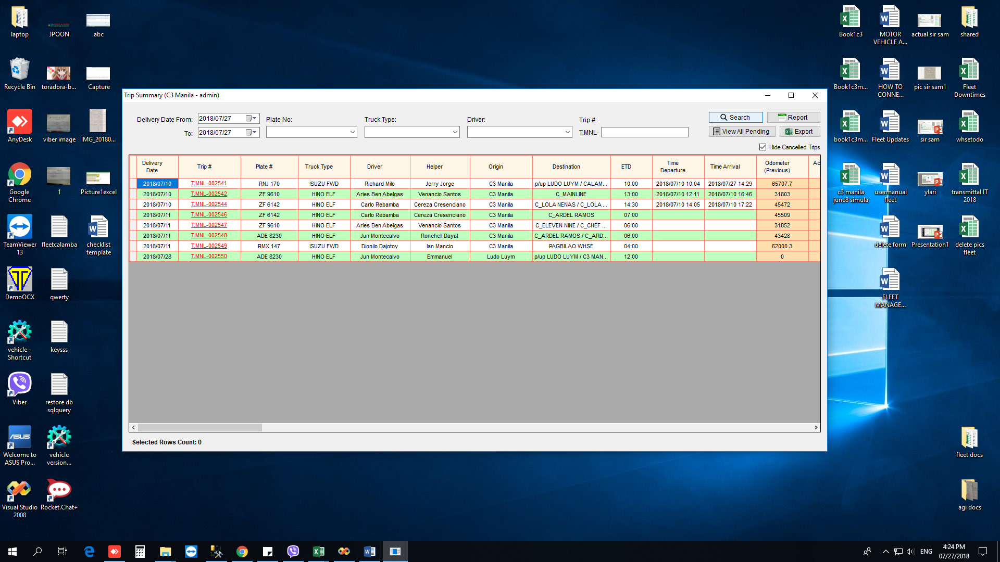 laptop
JPOON
abc
Recycle Bin
toradora-b...
Capture
AnyDesk
viber image
IMG_20180...
Google
Chrome
1
Picture1excel
TeamViewer
13
fleetcalamba
checklist
template
DemoOCX
qwerty
vehicle -
Shortcut
keysss
Viber
restore db
sqlquery
Welcome to
ASUS Pro...
vehicle
version...
Visual Studio
2008
Rocket.Chat+
Trip Summary (C3 Manila - admin)
Delivery Date From: 2018/07/27 Plate No: Truck Type: Driver: Trip #: Search Report
To: 2018/07/27 T.MNL- View All Pending Export
Hide Cancelled Trips
Delivery Date Trip # Plate # Truck Type Driver Helper Origin Destination ETD Time Departure Time Arrival Odometer (Previous) Ac
2018/07/10 T.MNL-002541 RNJ 170 ISUZU FWD Richard Milo Jerry Jorge C3 Manila p/up LUDO LUYM / CALAM... 10:00 2018/07/10 10:04 2018/07/27 14:29 65707.7
2018/07/10 T.MNL-002542 ZF 9610 HINO ELF Aries Ben Abelgas Venancio Santos C3 Manila C_MAINLINE 13:00 2018/07/10 12:11 2018/07/10 16:46 31803
2018/07/10 T.MNL-002544 ZF 6142 HINO ELF Carlo Rebamba Cereza Cresenciano C3 Manila C_LOLA NENAS / C_LOLA ... 14:30 2018/07/10 14:05 2018/07/10 17:22 45472
2018/07/11 T.MNL-002546 ZF 6142 HINO ELF Carlo Rebamba Cereza Cresenciano C3 Manila C_ARDEL RAMOS 07:00 45509
2018/07/11 T.MNL-002547 ZF 9610 HINO ELF Aries Ben Abelgas Venancio Santos C3 Manila C_ELEVEN NINE / C_CHEF ... 06:00 31852
2018/07/11 T.MNL-002548 ADE 8230 HINO ELF Jun Montecalvo Ronchell Dayat C3 Manila C_ARDEL RAMOS / C_ARD... 06:00 43428
2018/07/11 T.MNL-002549 RMX 147 ISUZU FWD Dionilo Dajotoy Ian Mancio C3 Manila PAGBILAO WHSE 04:00 62000.3
2018/07/28 T.MNL-002550 ADE 8230 HINO ELF Jun Montecalvo Emmanuel Ludo Luym p/up LUDO LUYM / C3 MAN... 12:00 0
Selected Rows Count: 0
Book1c3
MOTOR
VEHICLE A...
actual sir sam
shared
Book1c3m...
HOW TO
CONNE...
pic sir sam1
Fleet
Downtimes
book1c3m...
Fleet Updates
sir sam
whsetodo
c3 manila
june8 simula
usermanual
fleet
ylari
transmittal IT
2018
delete form
Presentation1
delete pics
fleet
FLEET
MANAGE...
fleet docs
agi docs
ENG
4:24 PM
07/27/2018